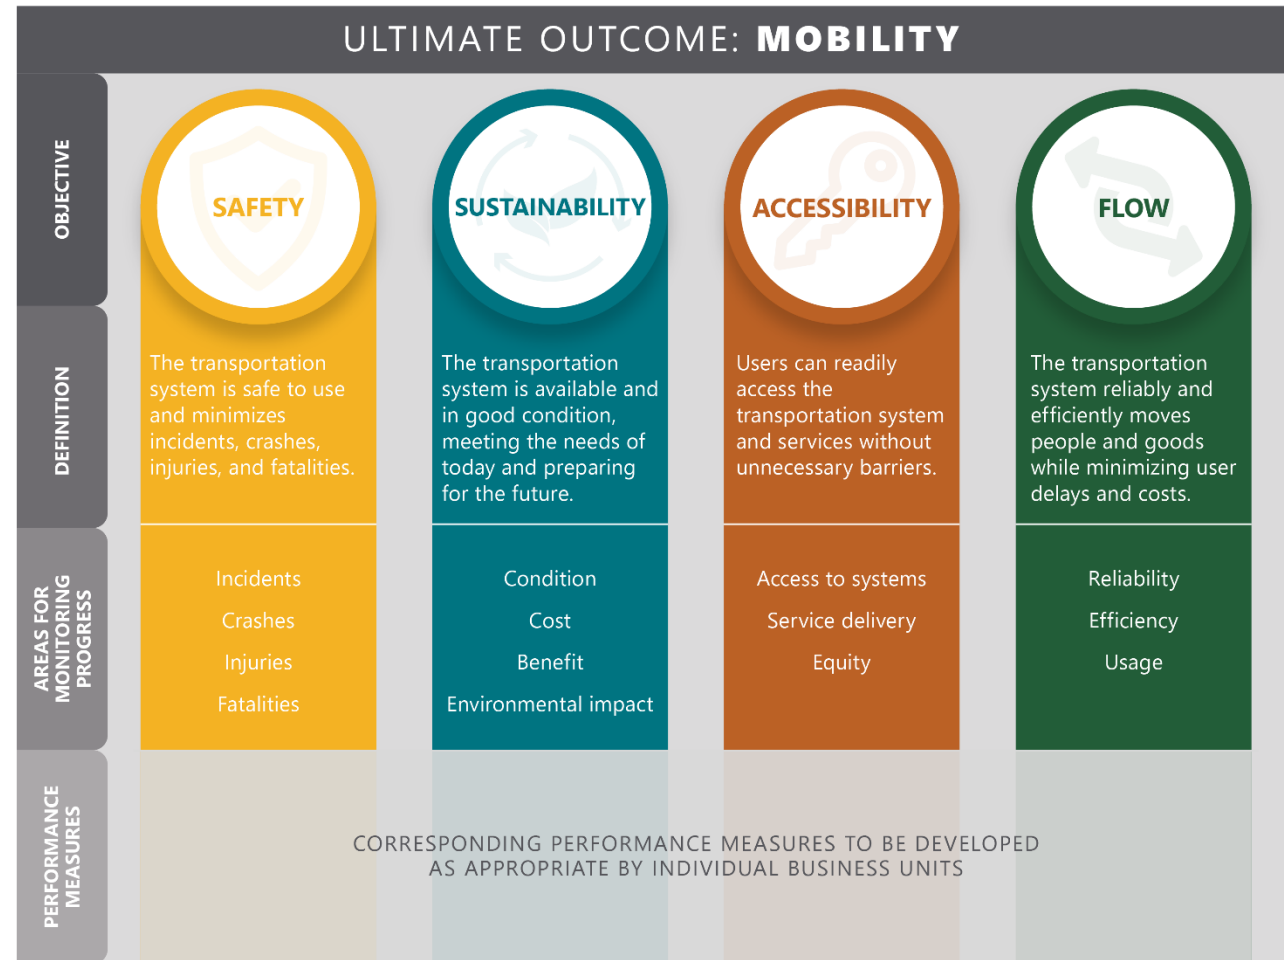 ULTIMATE OUTCOME: MOBILITY
OBJECTIVE
SAFETY
SUSTAINABILITY
ACCESSIBILITY
FLOW
DEFINITION
The transportation
system is safe to use
and minimizes
incidents, crashes,
injuries, and fatalities.
The transportation
system is available and
in good condition,
meeting the needs of
today and preparing
for the future.
Users can readily
access the
transportation system
and services without
unnecessary barriers.
The transportation
system reliably and
efficiently moves
people and goods
while minimizing user
delays and costs.
AREAS FOR
MONITORING
PROGRESS
Incidents
Crashes
Injuries
Fatalities
Condition
Cost
Benefit
Environmental impact
Access to systems
Service delivery
Equity
Reliability
Efficiency
Usage
PERFORMANCE
MEASURES
CORRESPONDING PERFORMANCE MEASURES TO BE DEVELOPED
AS APPROPRIATE BY INDIVIDUAL BUSINESS UNITS